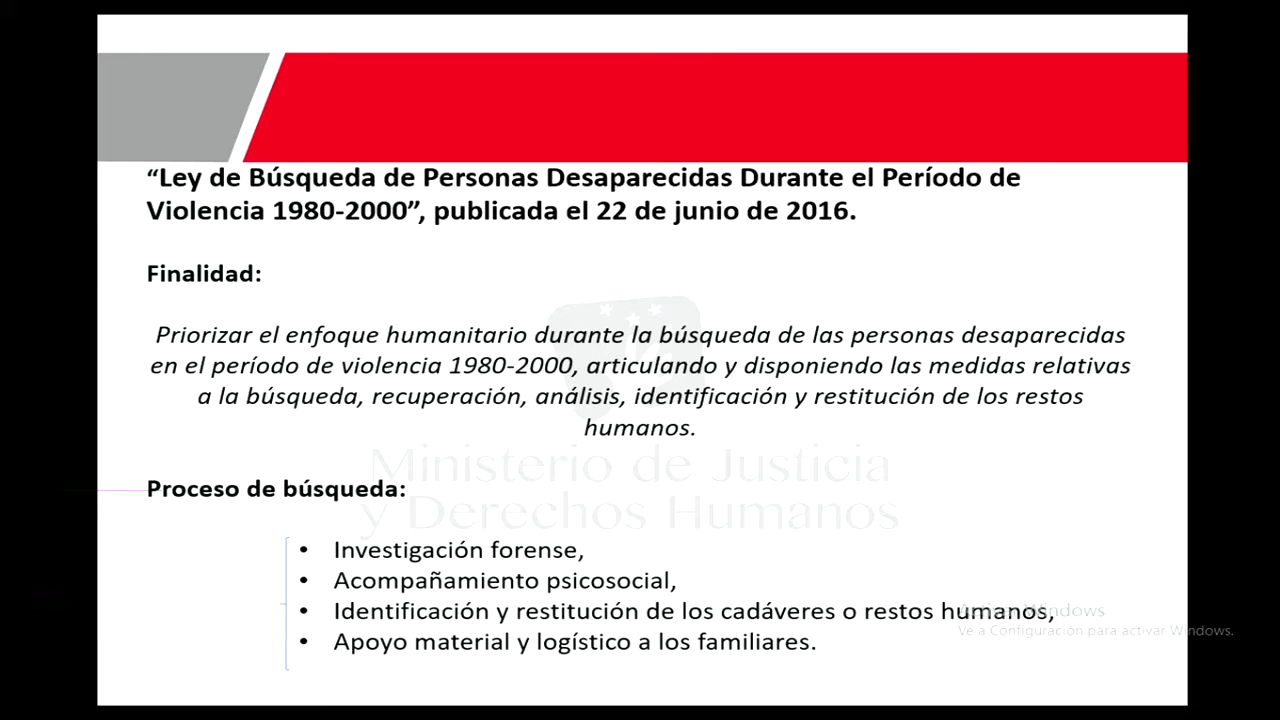 “Ley de Búsqueda de Personas Desaparecidas Durante el Período de
Violencia 1980-2000”, publicada el 22 de junio de 2016.
Finalidad:
Priorizar el enfoque humanitario durante la búsqueda de las personas desaparecidas
en el período de violencia 1980-2000, articulando y disponiendo las medidas relativas
a la búsqueda, recuperación, análisis, identificación y restitución de los restos
humanos.
Ministerio de Justicia
y Derechos Humanos
Proceso de búsqueda:
• Investigación forense,
• Acompañamiento psicosocial,
• Identificación y restitución de los cadáveres o restos humanos,
• Apoyo material y logístico a los familiares.
Activar Windows
Ve a Configuración para activar Windows.